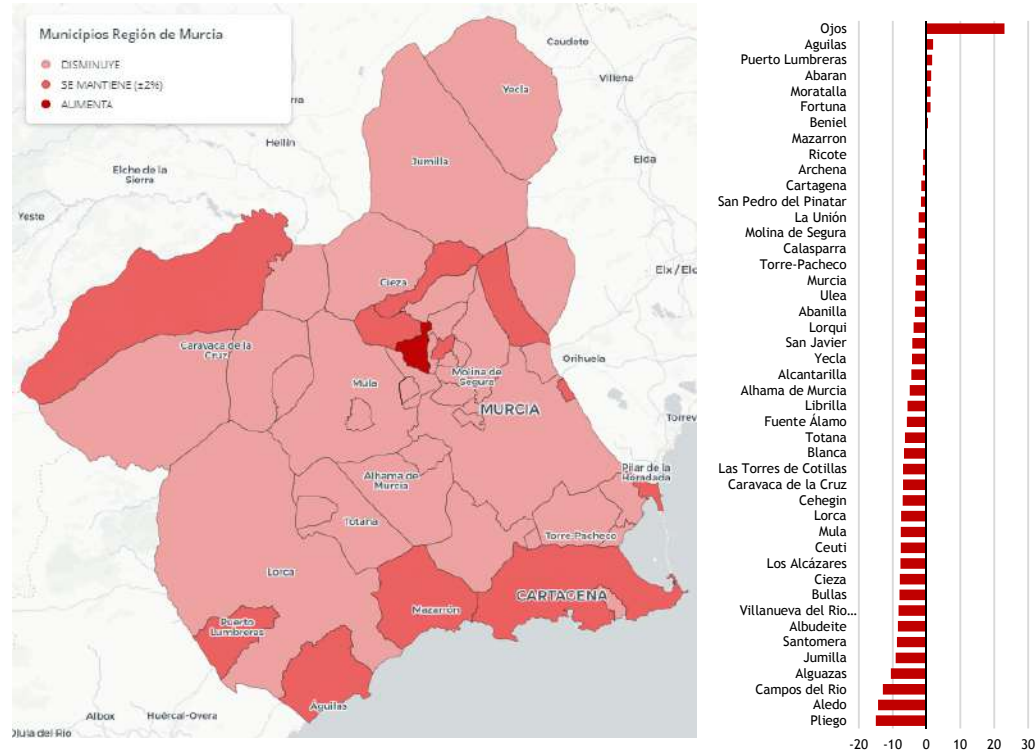 Municipios Región de Murcia
DISMINUYE
SE MANTIENE (±2%)
AUMENTA
Caudete
Villena
Yecla
Hellín
Jumilla
Elda
Elche de la
Sierra
Yeste
Cieza
Elx / Elc
Caravaca de la
Cruz
Orihuela
Mula
Molina de
Segura
MURCIA
Torrev
Pilar de la
Horadada
Alhama de
Murcia
Totana
Torre Pacheco
Lorca
CARTAGENA
Mazarrón
Puerto
Lumbreras
Águilas
Albox
Huércal-Overa
Olula del Río
Ojos
Aguilas
Puerto Lumbreras
Abaran
Moratalla
Fortuna
Beniel
Mazarron
Ricote
Archena
Cartagena
San Pedro del Pinatar
La Unión
Molina de Segura
Calasparra
Torre-Pacheco
Murcia
Ulea
Abanilla
Lorqui
San Javier
Yecla
Alcantarilla
Alhama de Murcia
Librilla
Fuente Álamo
Totana
Blanca
Las Torres de Cotillas
Caravaca de la Cruz
Cehegin
Lorca
Mula
Ceuti
Los Alcázares
Cieza
Bullas
Villanueva del Rio...
Albudeite
Santomera
Jumilla
Alguazas
Campos del Rio
Aledo
Pliego
-20 -10 0 10 20 30